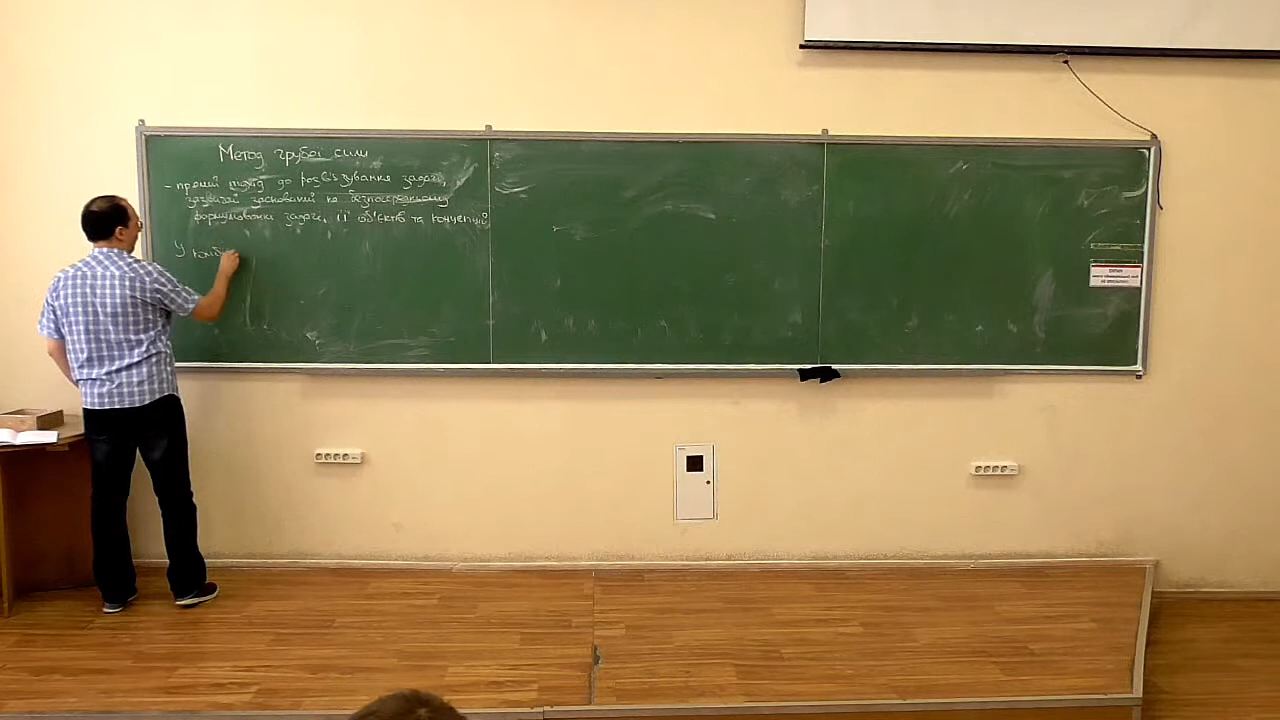 Метод грубої сили
- прямий підхід до розв'язування задачі,
зазвичай заснований на безпосередньому
формулюванні задачі, її об'єктів та концепцій
У комбі